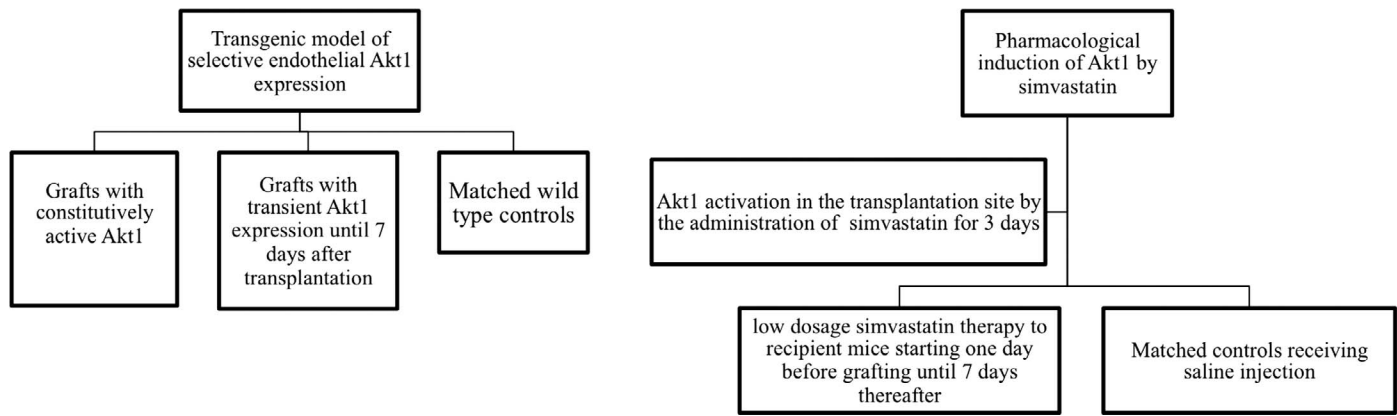 Transgenic model of
selective endothelial Akt1
expression
Grafts with
constitutively
active Akt1
Grafts with
transient Akt1
expression until 7
days after
transplantation
Matched wild
type controls
Pharmacological
induction of Akt1 by
simvastatin
Akt1 activation in the transplantation site by
the administration of simvastatin for 3 days
low dosage simvastatin therapy to
recipient mice starting one day
before grafting until 7 days
thereafter
Matched controls receiving
saline injection